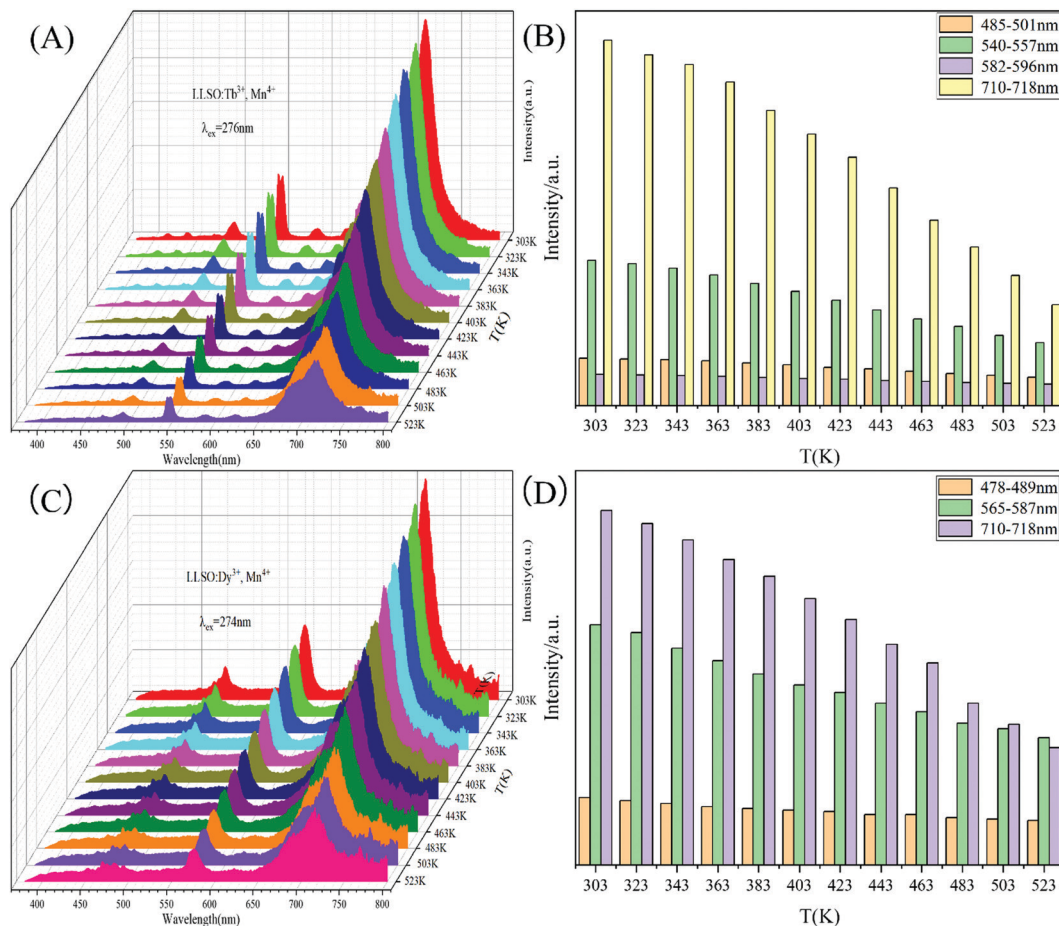 (A)
LLSO:Tb3+, Mn4+
λex=276nm
Intensity(a.u.)
303K
323K
343K
363K
383K
403K
423K
443K
463K
483K
503K
523K
T(K)
400 450 500 550 600 650 700 750 800
Wavelength(nm)
(B)
485-501nm
540-557nm
582-596nm
710-718nm
Intensity/a.u.
303 323 343 363 383 403 423 443 463 483 503 523
T(K)
(C)
LLSO:Dy3+, Mn4+
λex=274nm
Intensity(a.u.)
T(K)
303K
323K
343K
363K
383K
403K
423K
443K
463K
483K
503K
523K
T(K)
400 450 500 550 600 650 700 750 800
Wavelength(nm)
(D)
478-489nm
565-587nm
710-718nm
Intensity/a.u.
303 323 343 363 383 403 423 443 463 483 503 523
T(K)